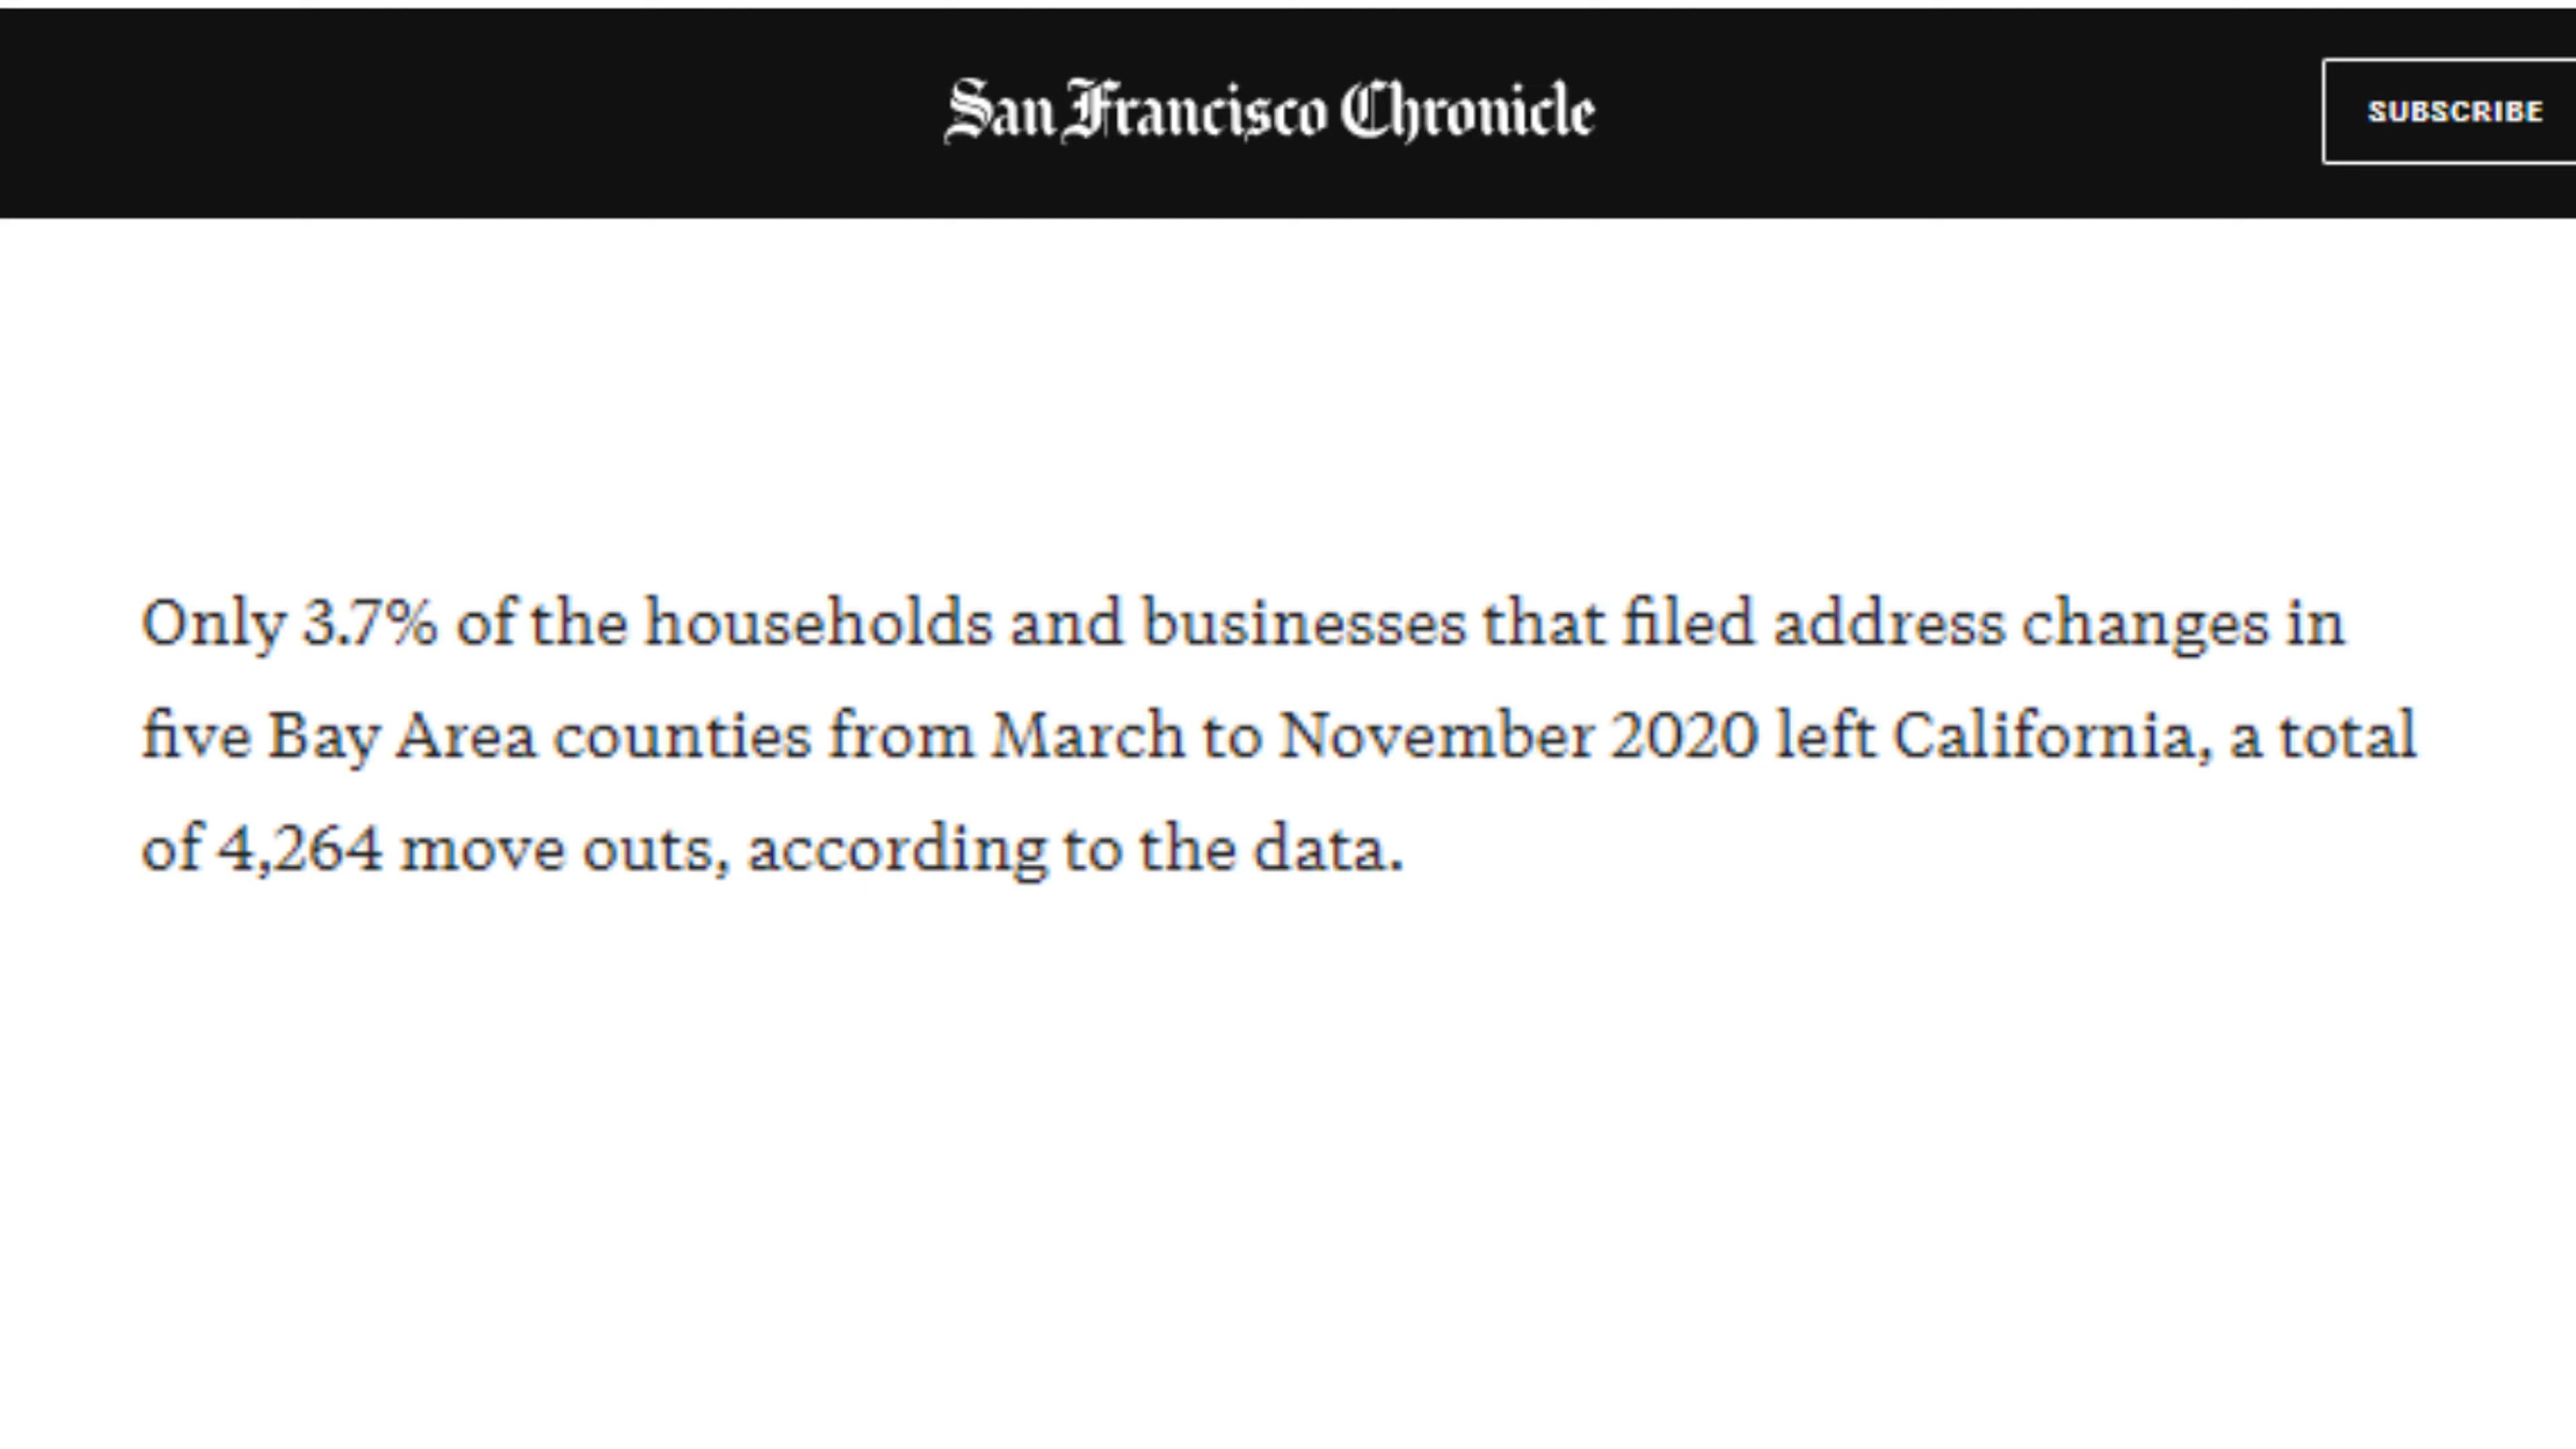 San Francisco Chronicle
SUBSCRIBE
Only 3.7% of the households and businesses that filed address changes in
five Bay Area counties from March to November 2020 left California, a total
of 4,264 move outs, according to the data.